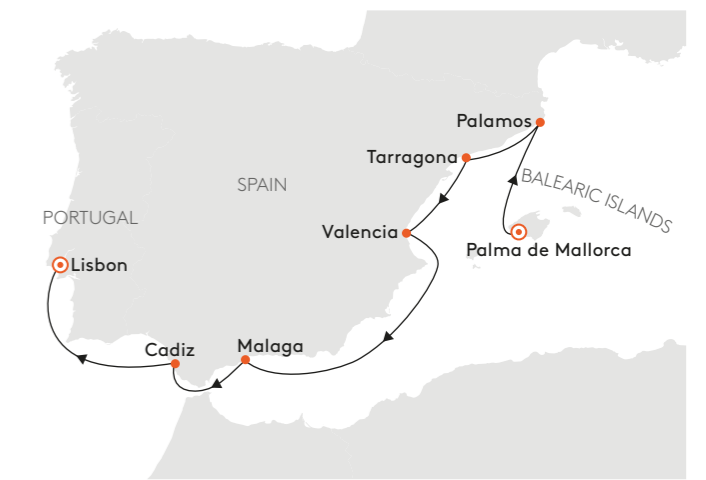 Palamos
Tarragona
SPAIN
BALEARIC ISLANDS
PORTUGAL
Valencia
Palma de Mallorca
Lisbon
Cadiz
Malaga